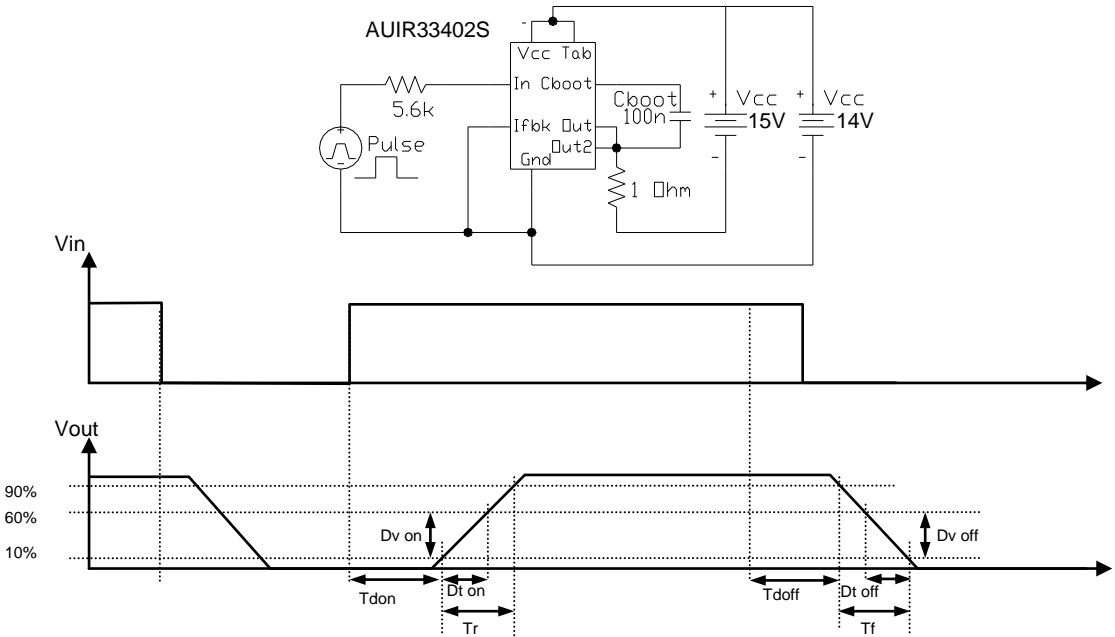 AUIR33402S
Vcc Tab
In Cboot
5.6k
Ifbk Out
Out2
Gnd
Pulse
Cboot
100n
1 Ohm
+ Vcc
15V
-
+ Vcc
14V
-
Vin
Vout
90%
60%
10%
Dv on
Dv off
Tdon
Dt on
Tr
Tdoff
Dt off
Tf